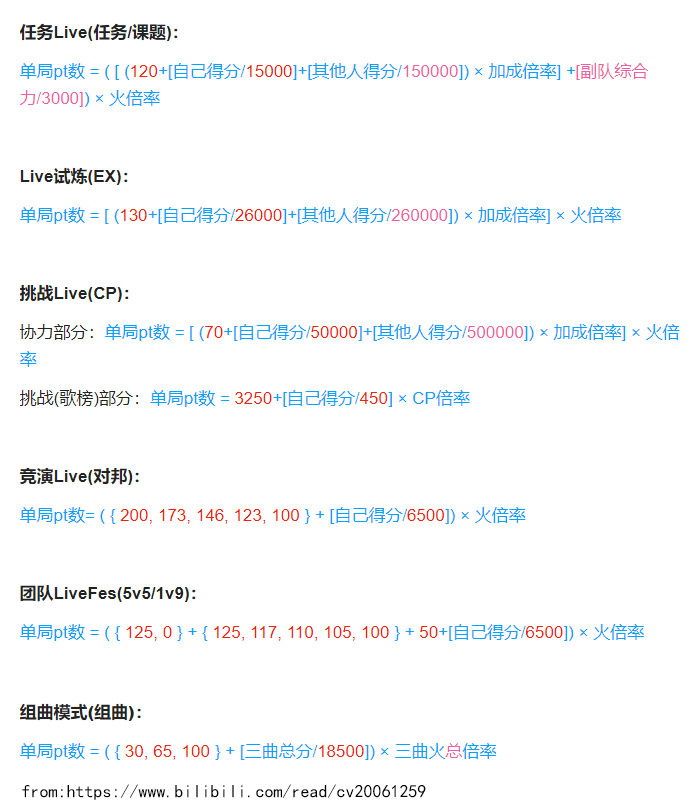 任务Live(任务/课题)：
单局pt数 = ( [ (120+[自己得分/15000]+[其他人得分/150000]) × 加成倍率] +[副队综合
力/3000]) × 火倍率
Live试炼(EX)：
单局pt数 = [ (130+[自己得分/26000]+[其他人得分/260000]) × 加成倍率] × 火倍率
挑战Live(CP)：
协力部分：单局pt数 = [ (70+[自己得分/50000]+[其他人得分/500000]) × 加成倍率] × 火倍
率
挑战(歌榜)部分：单局pt数 = 3250+[自己得分/450] × CP倍率
竞演Live(对邦)：
单局pt数= ( { 200, 173, 146, 123, 100 } + [自己得分/6500]) × 火倍率
团队LiveFes(5v5/1v9)：
单局pt数 = ( { 125, 0 } + { 125, 117, 110, 105, 100 } + 50+[自己得分/6500]) × 火倍率
组曲模式(组曲)：
单局pt数 = ( { 30, 65, 100 } + [三曲总分/18500]) × 三曲火总倍率
from:https://www.bilibili.com/read/cv20061259